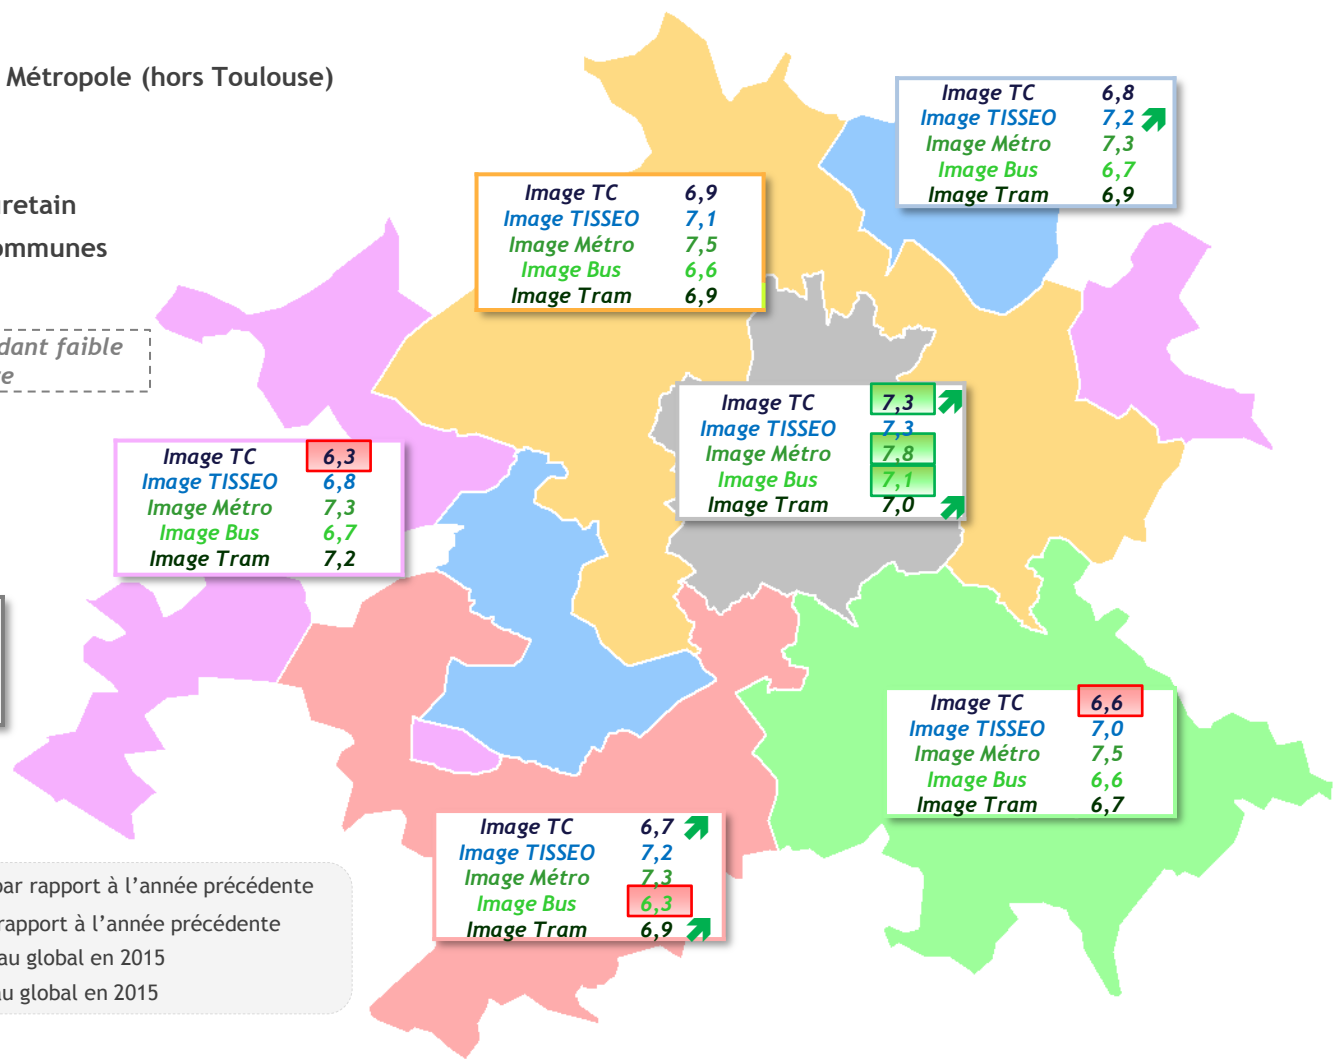 Métropole (hors Toulouse)
Image TC 6,8
Image TISSEO 7,2
Image Métro 7,3
Image Bus 6,7
Image Tram 6,9
retain
ommunes
Image TC 6,9
Image TISSEO 7,1
Image Métro 7,5
Image Bus 6,6
Image Tram 6,9
dant faible
e
Image TC 7,3
Image TISSEO 7,3
Image Métro 7,8
Image Bus 7,1
Image Tram 7,0
Image TC 6,3
Image TISSEO 6,8
Image Métro 7,3
Image Bus 6,7
Image Tram 7,2
Image TC 6,6
Image TISSEO 7,0
Image Métro 7,5
Image Bus 6,6
Image Tram 6,7
Image TC 6,7
Image TISSEO 7,2
Image Métro 7,3
Image Bus 6,3
Image Tram 6,9
par rapport à l’année précédente
rapport à l’année précédente
au global en 2015
au global en 2015